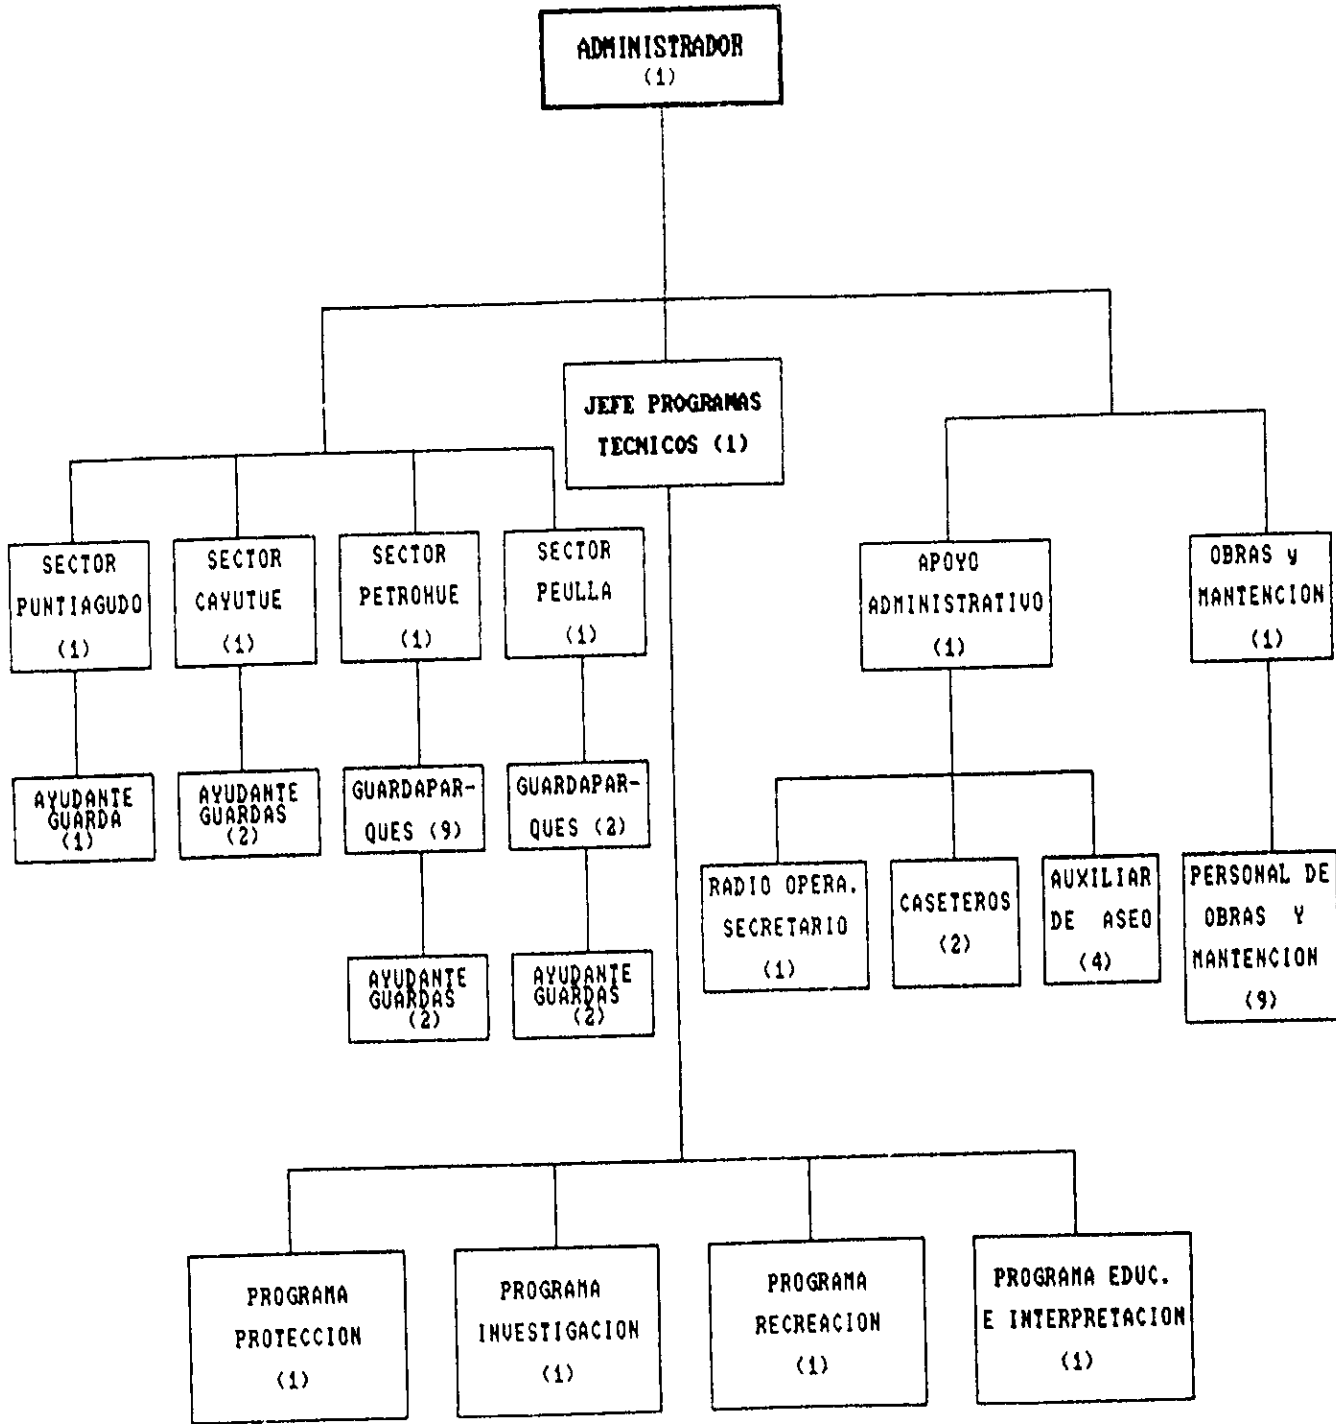 ADMINISTRADOR
(1)
JEFE PROGRAMAS
TECNICOS (1)
SECTOR
PUNTIAGUDO
(1)
SECTOR
CAYUTUE
(1)
SECTOR
PETROHUE
(1)
SECTOR
PEULLA
(1)
APOYO
ADMINISTRATIVO
(1)
OBRAS y
MANTENCION
(1)
AYUDANTE
GUARDA
(1)
AYUDANTE
GUARDAS
(2)
GUARDAPAR-
QUES (9)
GUARDAPAR-
QUES (2)
RADIO OPERA.
SECRETARIO
(1)
CASETEROS
(2)
AUXILIAR
DE ASEO
(4)
PERSONAL DE
OBRAS Y
MANTENCION
(9)
AYUDANTE
GUARDAS
(2)
AYUDANTE
GUARDAS
(2)
PROGRAMA
PROTECCION
(1)
PROGRAMA
INVESTIGACION
(1)
PROGRAMA
RECREACION
(1)
PROGRAMA EDUC.
E INTERPRETACION
(1)